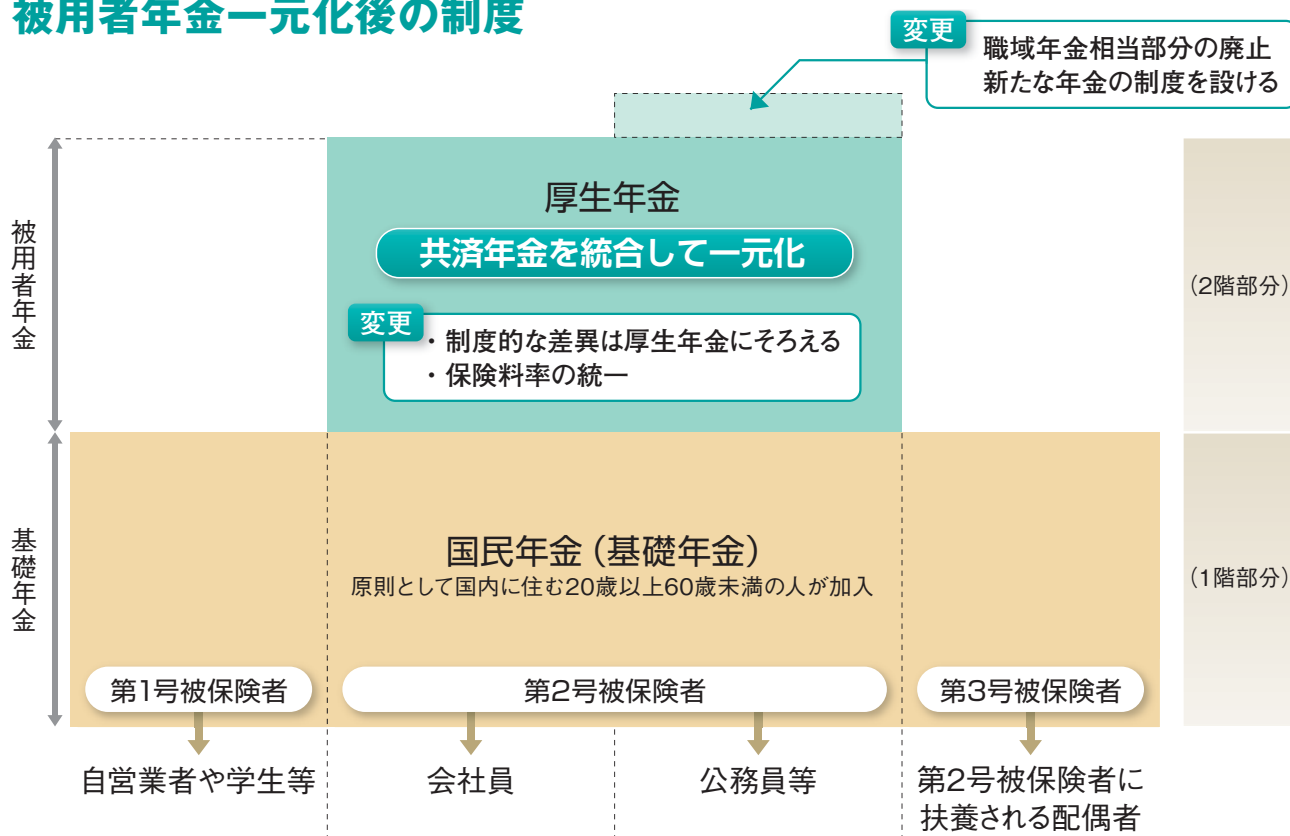 被用者年金一元化後の制度
変更
職域年金相当部分の廃止
新たな年金の制度を設ける
被用者年金
厚生年金
共済年金を統合して一元化
変更
・制度的な差異は厚生年金にそろえる
・保険料率の統一
(2階部分)
基礎年金
国民年金(基礎年金)
原則として国内に住む20歳以上60歳未満の人が加入
(1階部分)
第1号被保険者
第2号被保険者
第3号被保険者
自営業者や学生等
会社員
公務員等
第2号被保険者に
扶養される配偶者